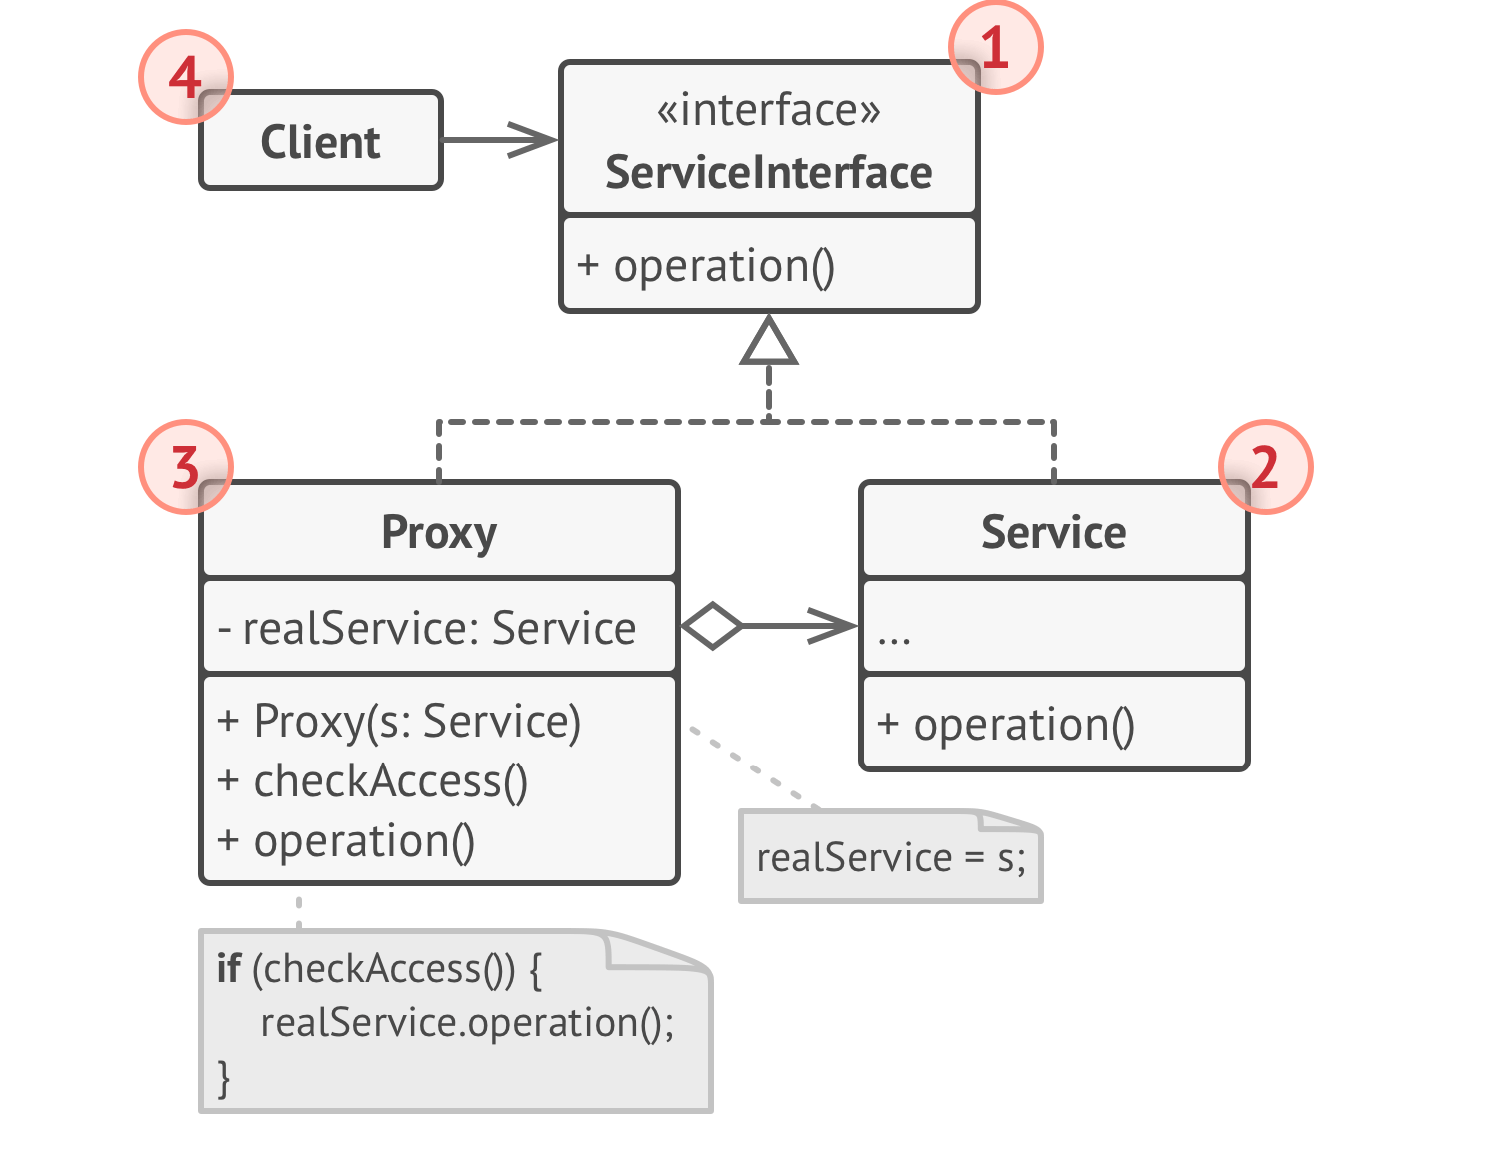 4
Client
1
«interface»
ServiceInterface
+ operation()
3
Proxy
- realService: Service
+ Proxy(s: Service)
+ checkAccess()
+ operation()
2
Service
...
+ operation()
realService = s;
if (checkAccess()) {
realService.operation();
}